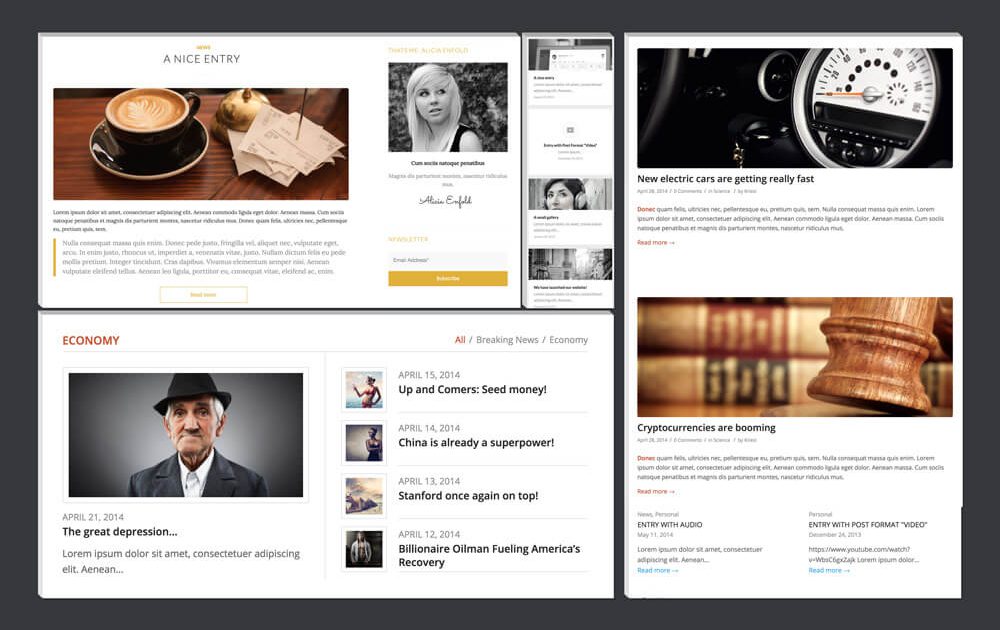 NEWS
A NICE ENTRY
Lorem ipsum dolor sit amet, consectetuer adipiscing elit. Aenean commodo ligula eget dolor. Aenean massa. Cum sociis
natoque penatibus et magnis dis parturient montes, nascetur ridiculus mus. Donec quam felis, ultricies nec, pellentesque
eu, pretium quis, sem.
Nulla consequat massa quis enim. Donec pede justo, fringilla vel, aliquet nec, vulputate eget,
arcu. In enim justo, rhoncus ut, imperdiet a, venenatis vitae, justo. Nullam dictum felis eu pede
mollis pretium. Integer tincidunt. Cras dapibus. Vivamus elementum semper nisi. Aenean
vulputate eleifend tellus. Aenean leo ligula, porttitor eu, consequat vitae, eleifend ac, enim.
Read more
THATS ME: ALICIA ENFOLD
Cum sociis natoque penatibus
Magnis dis parturient montes, nascetur ridiculus
mus.
Alicia Enfold
NEWSLETTER
Email Address*
Subscribe
A nice entry
Entry with Post Format "Video"
A small gallery
We have launched our website!
New electric cars are getting really fast
April 28, 2014 / 0 Comments / in Science / by Kriesi
Donec quam felis, ultricies nec, pellentesque eu, pretium quis, sem. Nulla consequat massa quis enim. Lorem
ipsum dolor sit amet, consectetuer adipiscing elit. Aenean commodo ligula eget dolor. Aenean massa. Cum
sociis natoque penatibus et magnis dis parturient montes, nascetur ridiculus mus.
Read more →
Cryptocurrencies are booming
April 28, 2014 / 0 Comments / in Science / by Kriesi
Donec quam felis, ultricies nec, pellentesque eu, pretium quis, sem. Nulla consequat massa quis enim. Lorem
ipsum dolor sit amet, consectetuer adipiscing elit. Aenean commodo ligula eget dolor. Aenean massa. Cum
sociis natoque penatibus et magnis dis parturient montes, nascetur ridiculus mus.
Read more →
News, Personal
ENTRY WITH AUDIO
May 11, 2014
Lorem ipsum dolor sit amet, consectetuer
adipiscing elit. Aenean...
Read more →
Personal
ENTRY WITH POST FORMAT "VIDEO"
December 24, 2013
https://www.youtube.com/watch?
v=WbsC6gxZajk Lorem ipsum dolor...
Read more →
ECONOMY
All / Breaking News / Economy
APRIL 21, 2014
The great depression...
Lorem ipsum dolor sit amet, consectetuer adipiscing
elit. Aenean...
APRIL 15, 2014
Up and Comers: Seed money!
APRIL 14, 2014
China is already a superpower!
APRIL 13, 2014
Stanford once again on top!
APRIL 12, 2014
Billionaire Oilman Fueling America's
Recovery